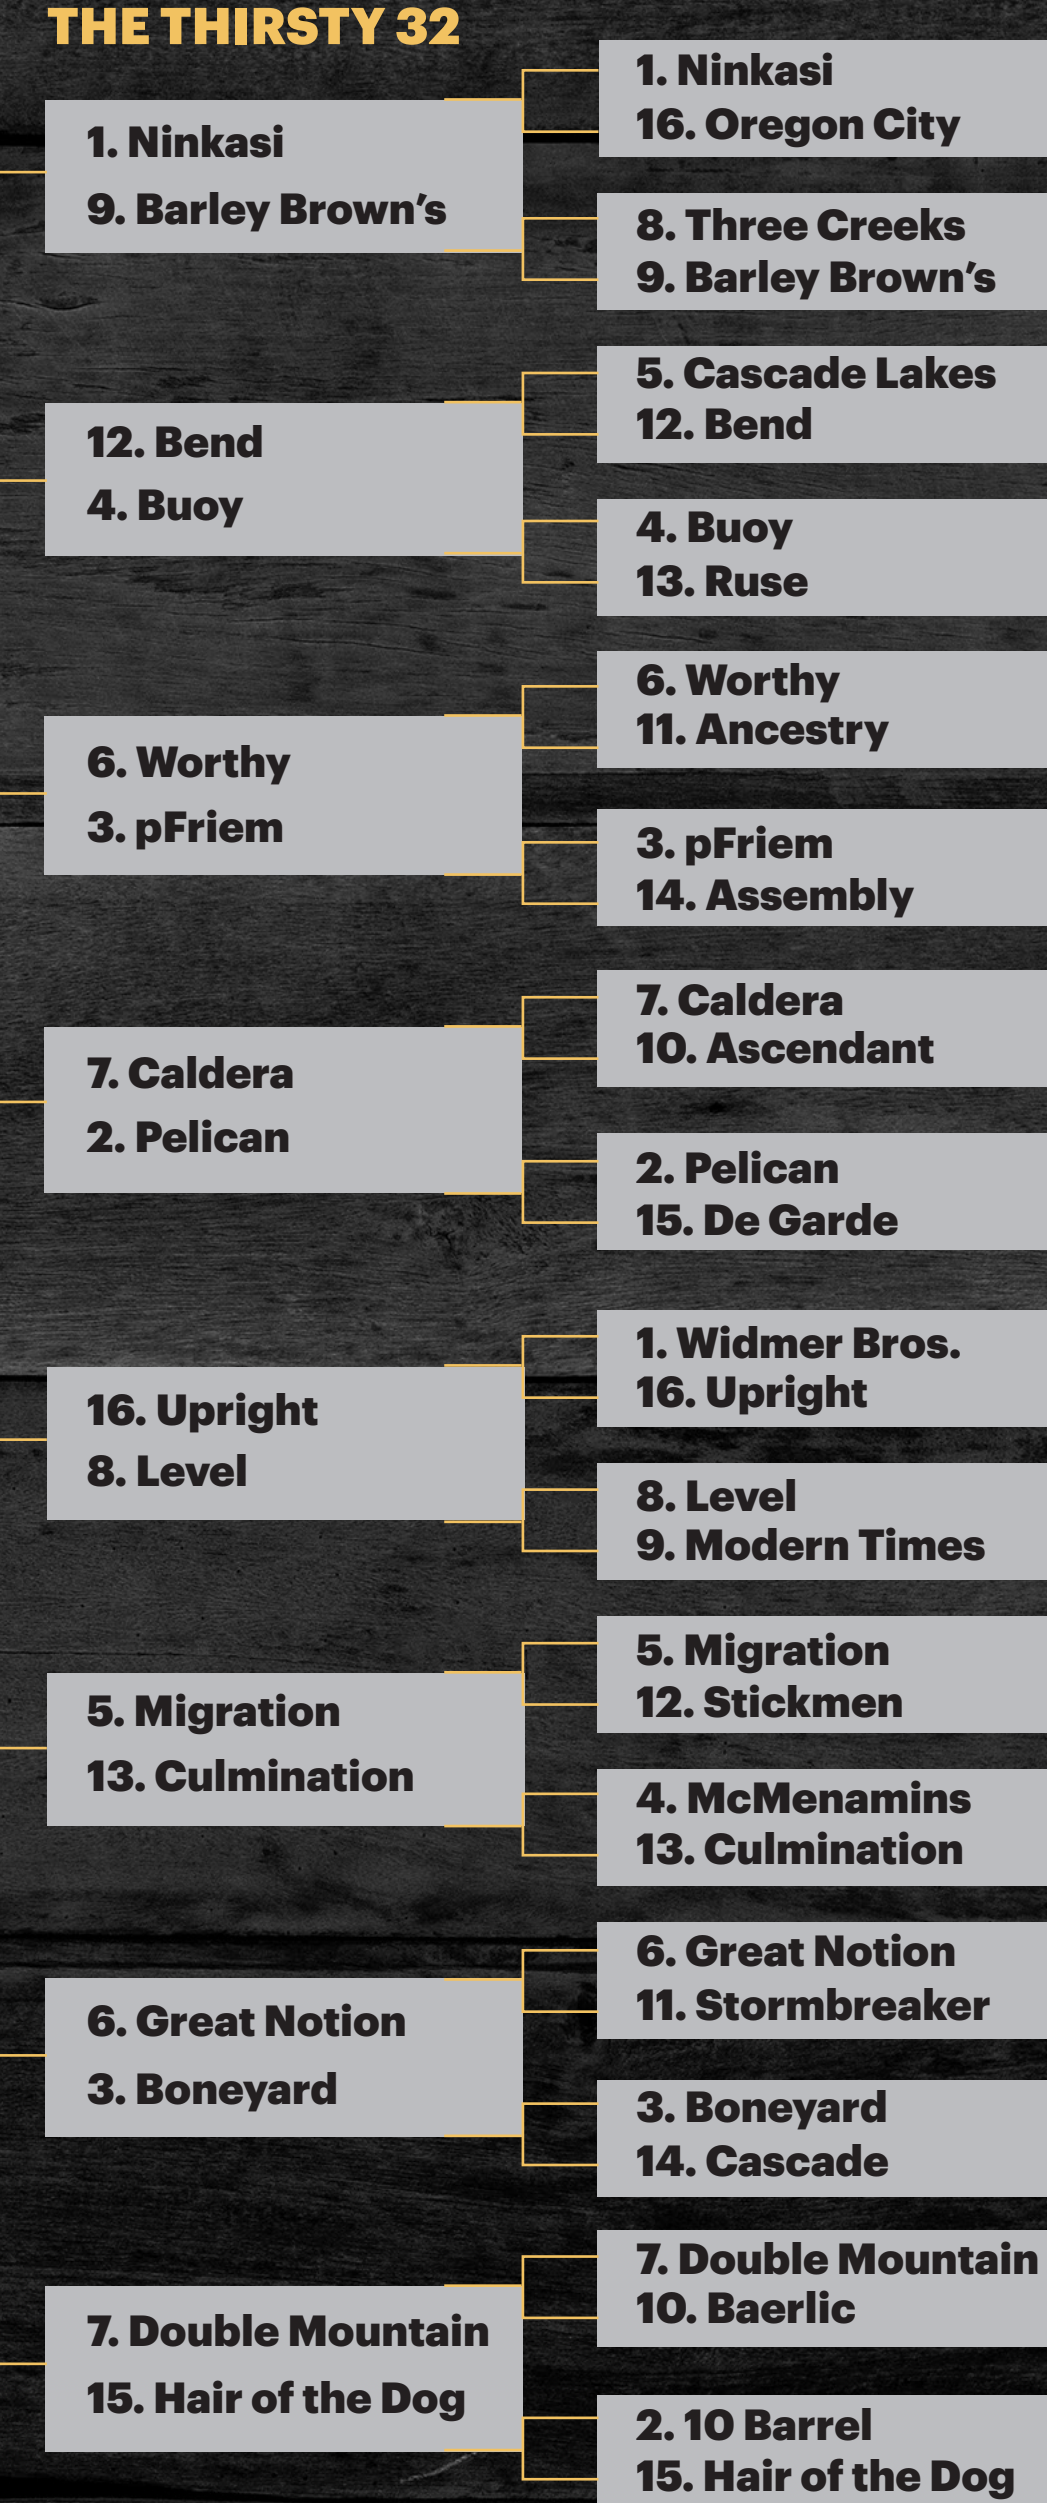 THE THIRSTY 32
1. Ninkasi
9. Barley Brown’s
12. Bend
4. Buoy
6. Worthy
3. pFriem
7. Caldera
2. Pelican
16. Upright
8. Level
5. Migration
13. Culmination
6. Great Notion
3. Boneyard
7. Double Mountain
15. Hair of the Dog
1. Ninkasi
16. Oregon City
8. Three Creeks
9. Barley Brown’s
5. Cascade Lakes
12. Bend
4. Buoy
13. Ruse
6. Worthy
11. Ancestry
3. pFriem
14. Assembly
7. Caldera
10. Ascendant
2. Pelican
15. De Garde
1. Widmer Bros.
16. Upright
8. Level
9. Modern Times
5. Migration
12. Stickmen
4. McMenamins
13. Culmination
6. Great Notion
11. Stormbreaker
3. Boneyard
14. Cascade
7. Double Mountain
10. Baerlic
2. 10 Barrel
15. Hair of the Dog